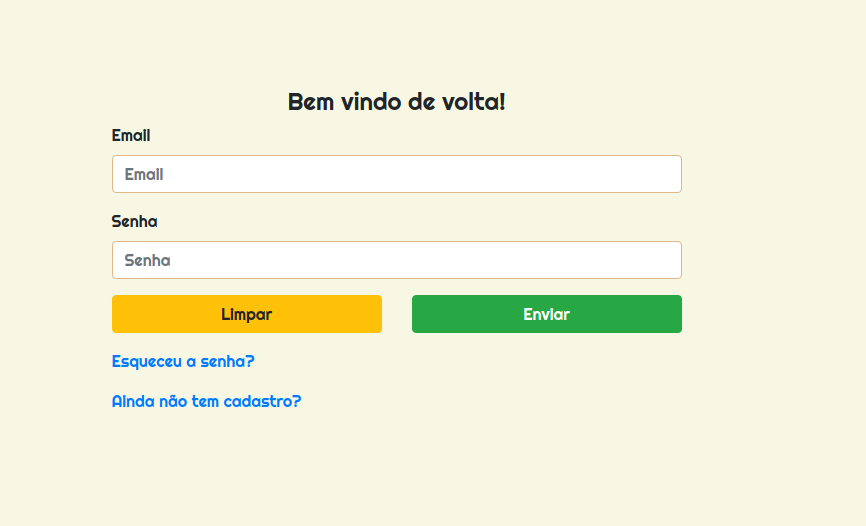 Bem vindo de volta!
Email
Email
Senha
Senha
Limpar Enviar
Esqueceu a senha?
Ainda não tem cadastro?